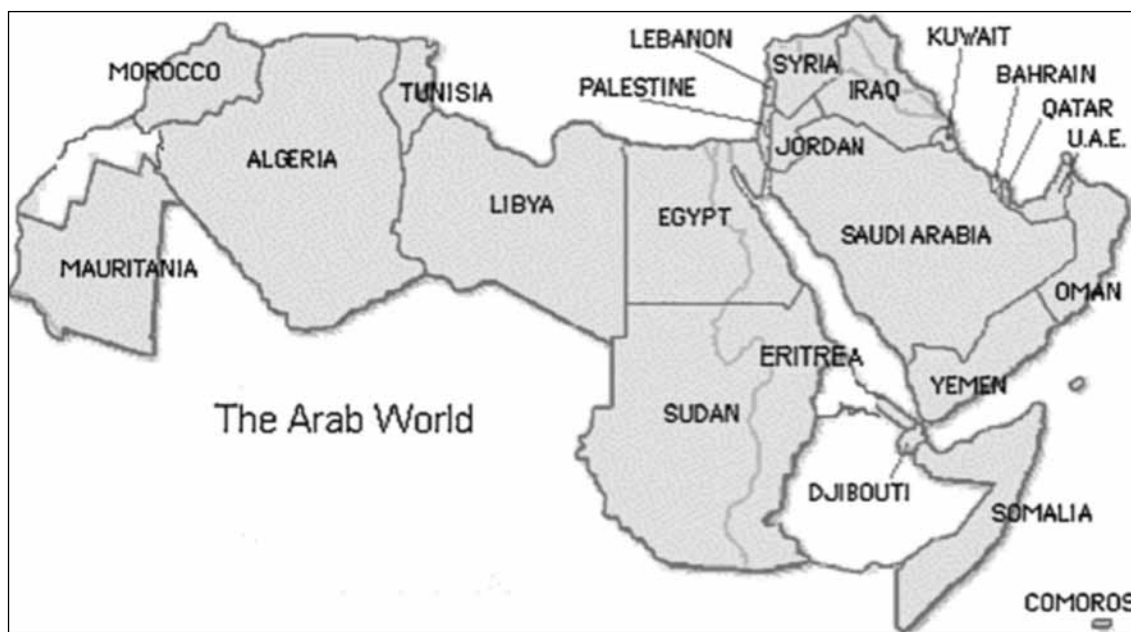 LEBANON
KUWAIT
SYRIA
MOROCCO
BAHRAIN
PALESTINE
IRAQ
TUNISIA
QATAR
U.A.E.
JORDAN
ALGERIA
LIBYA
EGYPT
SAUDI ARABIA
MAURITANIA
OMAN
ERITREA
YEMEN
The Arab World
SUDAN
DJIBOUTI
SOMALIA
COMOROS